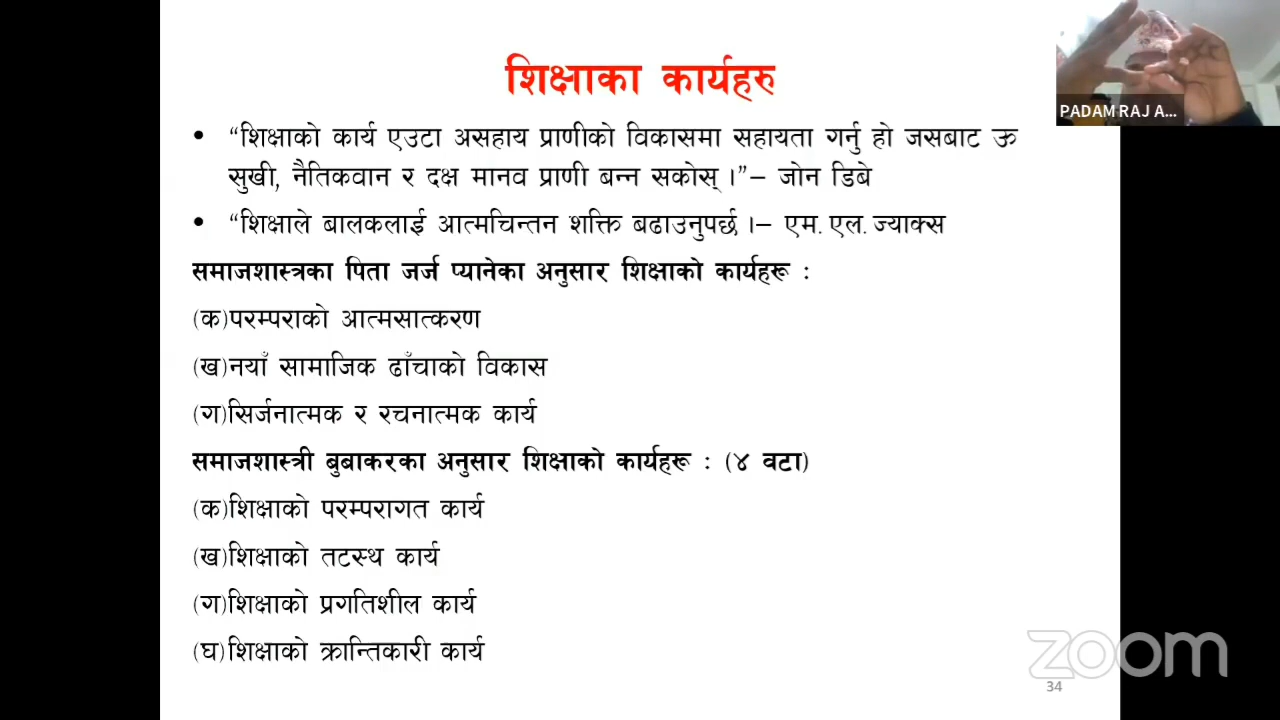 शिक्षाका कार्यहरु
PADAM RAJ A...
• “शिक्षाको कार्य एउटा असहाय प्राणीको विकासमा सहायता गर्नु हो जसबाट ऊ
सुखी, नैतिकवान र दक्ष मानव प्राणी बन्न सकोस् ।”– जोन डिबे
• “शिक्षाले बालकलाई आत्मचिन्तन शक्ति बढाउनुपर्छ ।– एम. एल. ज्याक्स
समाजशास्त्रका पिता जर्ज प्यानेका अनुसार शिक्षाको कार्यहरू :
(क)परम्पराको आत्मसात्करण
(ख)नयाँ सामाजिक ढाँचाको विकास
(ग)सिर्जनात्मक र रचनात्मक कार्य
समाजशास्त्री बुबाकरका अनुसार शिक्षाको कार्यहरू : (४ वटा)
(क)शिक्षाको परम्परागत कार्य
(ख)शिक्षाको तटस्थ कार्य
(ग)शिक्षाको प्रगतिशील कार्य
(घ)शिक्षाको क्रान्तिकारी कार्य
zoom
34